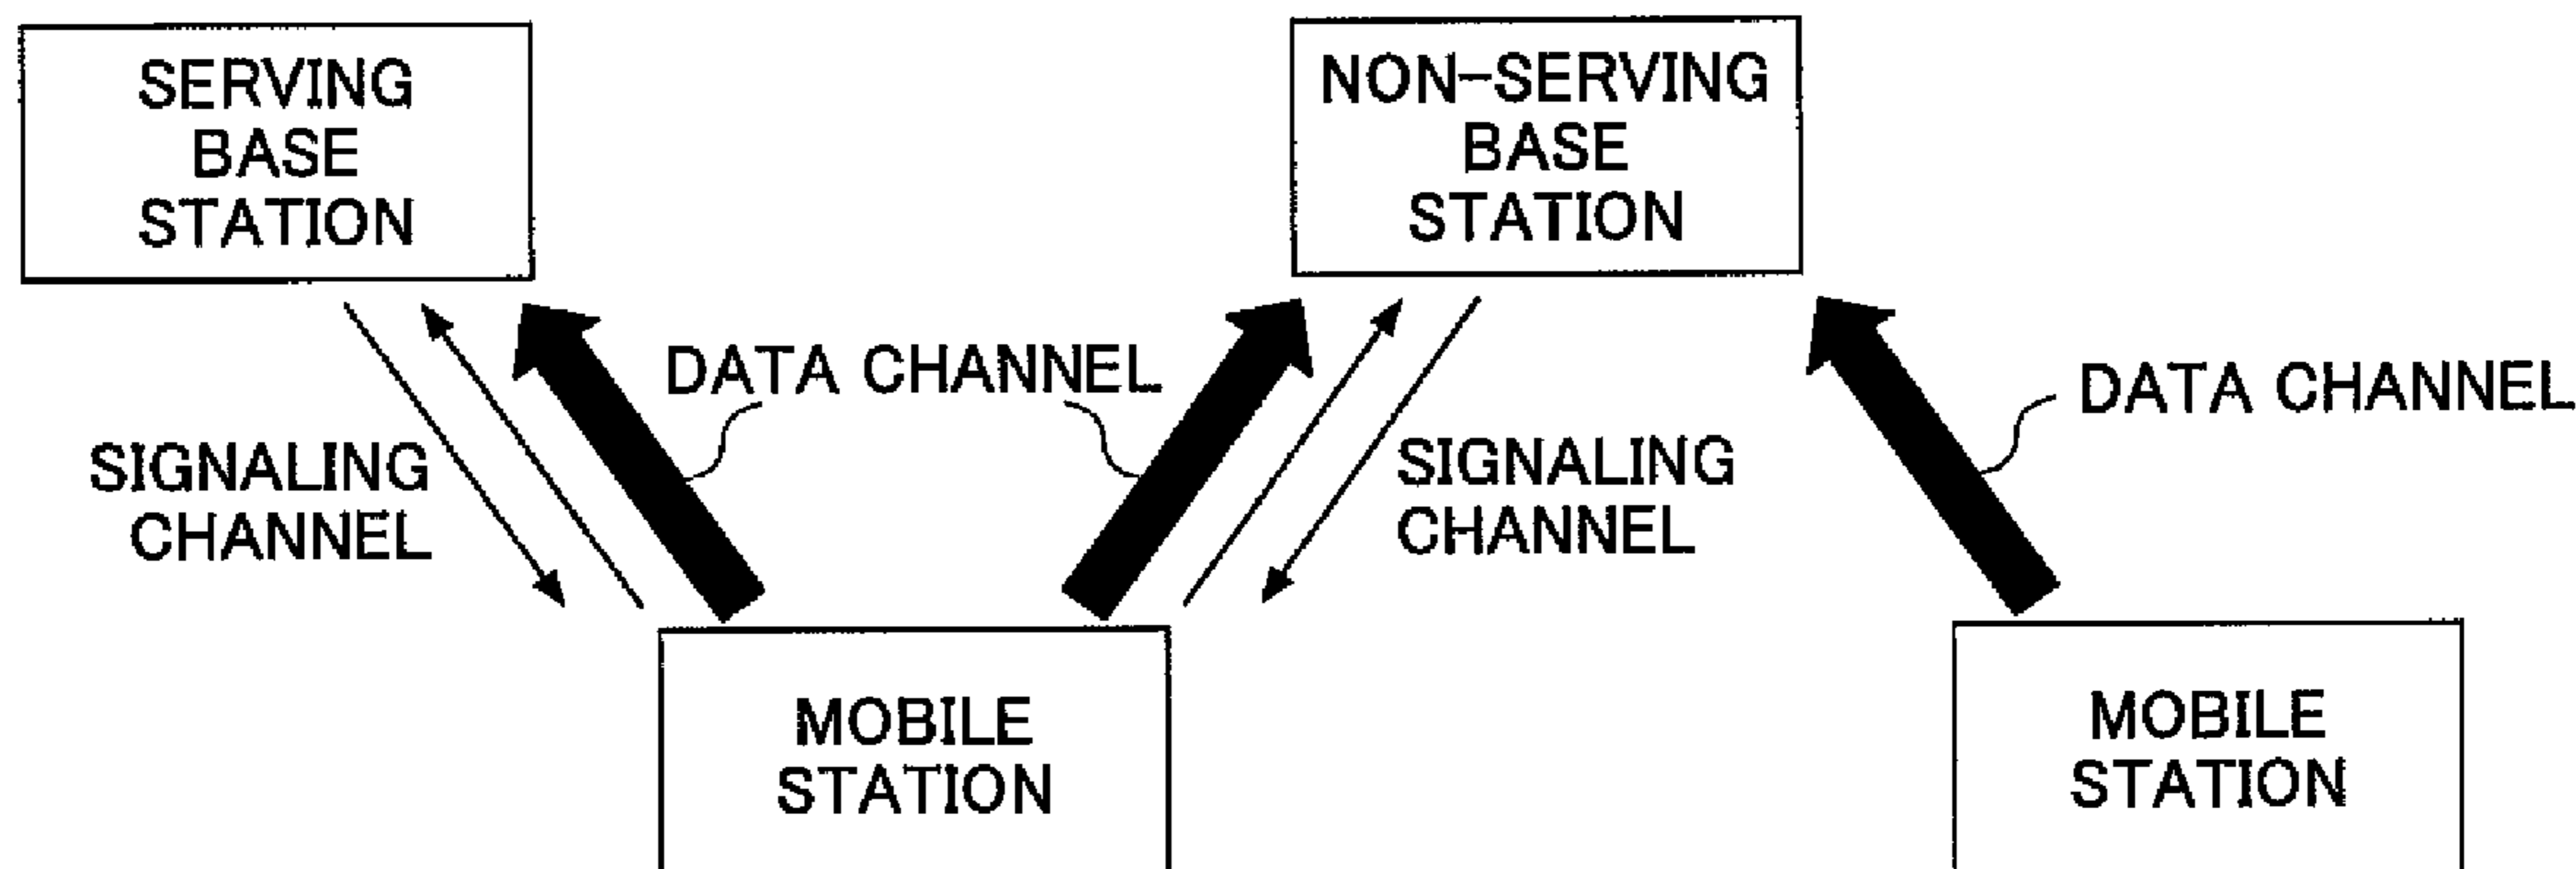 SERVING
BASE
STATION
NON-SERVING
BASE
STATION
DATA CHANNEL
DATA CHANNEL
SIGNALING
CHANNEL
SIGNALING
CHANNEL
MOBILE
STATION
MOBILE
STATION